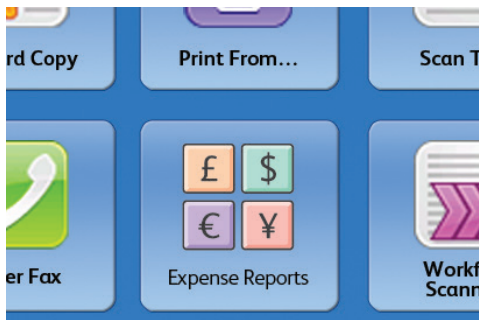 rd Copy
Print From...
Scan T
£ $
€ ¥
er Fax
Expense Reports
Workf
Scann